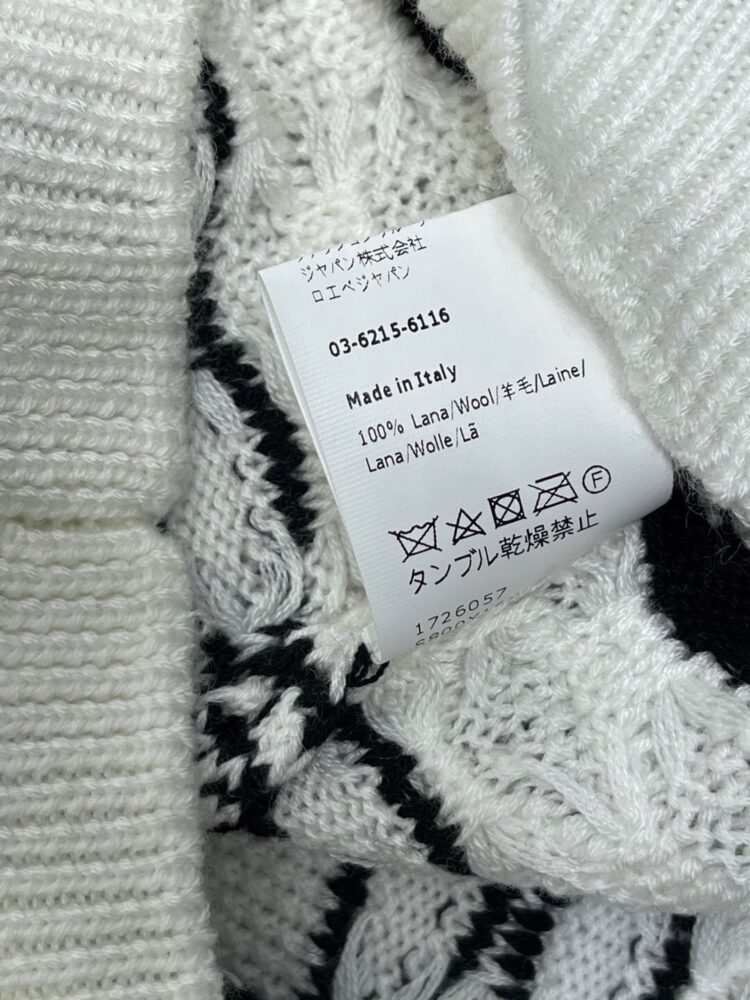 ジャパン株式会社
ロエベジャパン
03-6215-6116
Made in Italy
100% Lana/Wool/羊毛/Laine/
Lana/Wolle/Lã
F
タンブル乾燥禁止
1726057